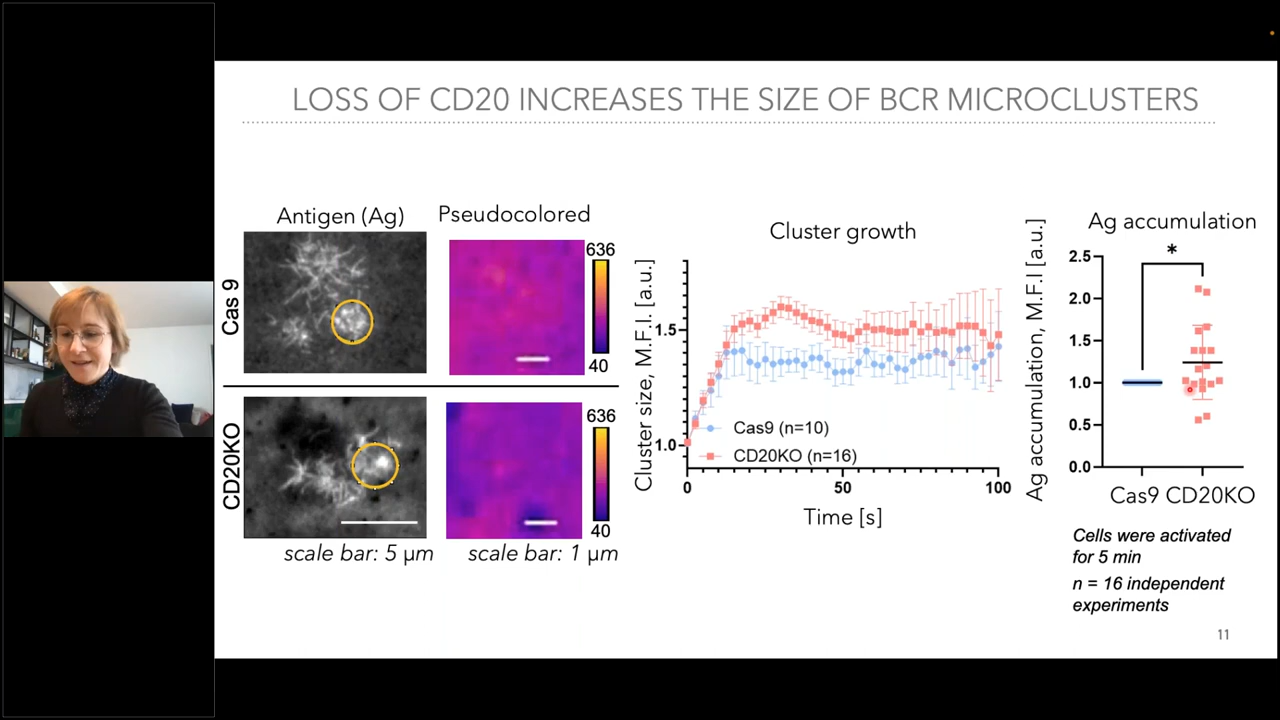 LOSS OF CD20 INCREASES THE SIZE OF BCR MICROCLUSTERS
Antigen (Ag)
Pseudocolored
Cas 9
636
40
CD20KO
636
40
scale bar: 5 µm
scale bar: 1 µm
Cluster growth
Cluster size, M.F.I. [a.u.]
1.5
1.0
Cas9 (n=10)
CD20KO (n=16)
0
50
100
Time [s]
Ag accumulation
*
Ag accumulation, M.F.I [a.u.]
2.5
2.0
1.5
1.0
0.5
0.0
Cas9 CD20KO
Cells were activated
for 5 min
n = 16 independent
experiments
11